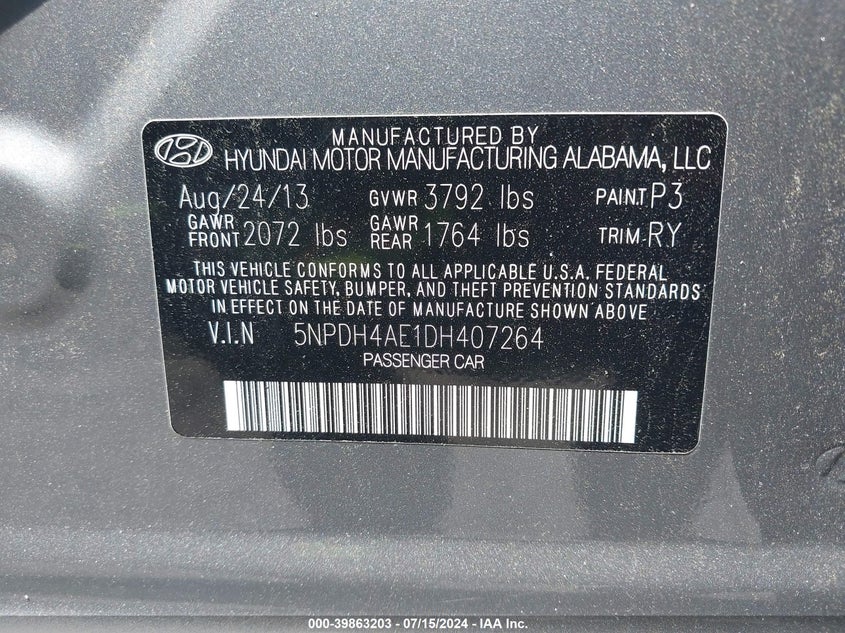 MANUFACTURED BY
HYUNDAI MOTOR MANUFACTURING ALABAMA, LLC
Aug/24/13 GVWR 3792 lbs PAINT P3
GAWR FRONT 2072 lbs GAWR REAR 1764 lbs TRIM-RY
THIS VEHICLE CONFORMS TO ALL APPLICABLE U.S.A. FEDERAL
MOTOR VEHICLE SAFETY, BUMPER, AND THEFT PREVENTION STANDARDS
IN EFFECT ON THE DATE OF MANUFACTURE SHOWN ABOVE
V.I.N 5NPDH4AE1DH407264
PASSENGER CAR
000-39863203 - 07/15/2024 - IAA Inc.